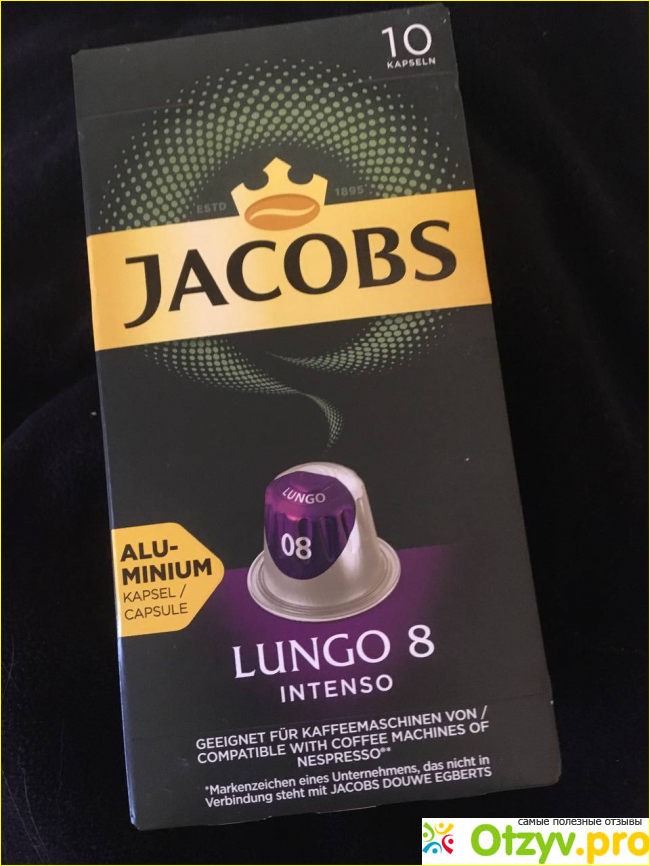 10
KAPSELN
ESTD 1895
JACOBS
LUNGO
08
ALU-
MINIUM
KAPSEL /
CAPSULE
LUNGO 8
INTENSO
GEEIGNET FÜR KAFFEEMASCHINEN VON /
COMPATIBLE WITH COFFEE MACHINES OF
NESPRESSO®*
*Markenzeichen eines Unternehmens, das nicht in
Verbindung steht mit JACOBS DOUWE EGBERTS
самые полезные отзывы
Otzyv.pro